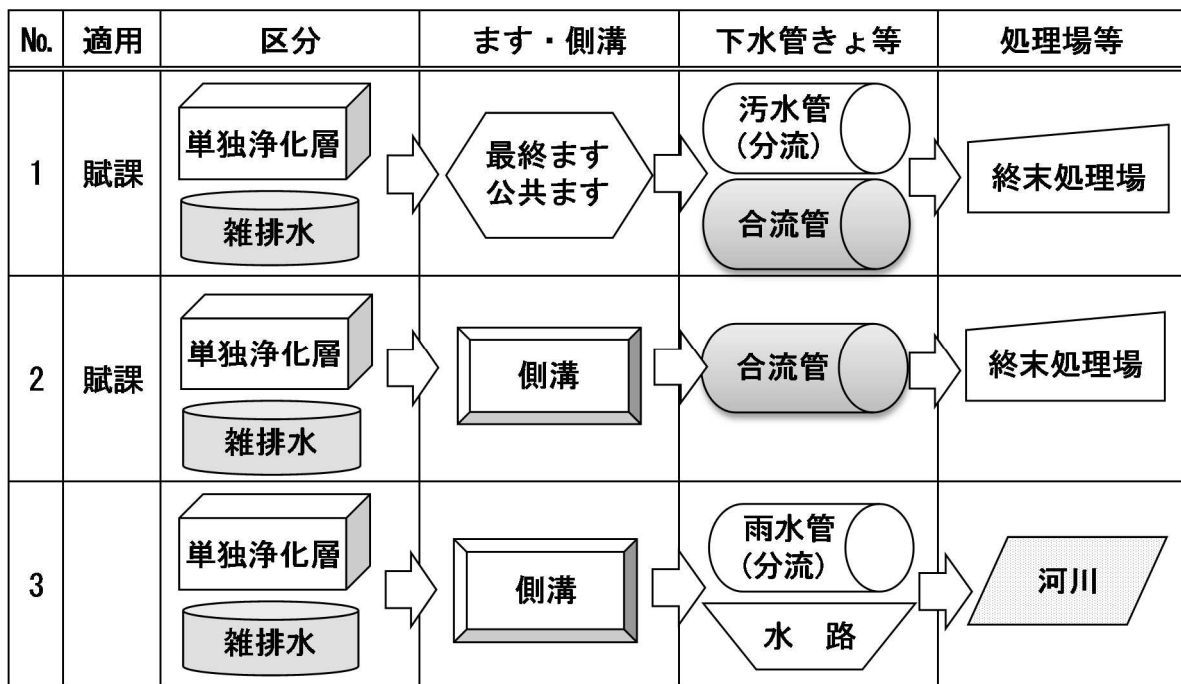 No. 適用 区分 ます・側溝 下水管きょ等 処理場等
1 賦課
単独浄化層
雑排水
最終ます
公共ます
汚水管
(分流)
合流管
終末処理場
2 賦課
単独浄化層
雑排水
側溝
合流管
終末処理場
3
単独浄化層
雑排水
側溝
雨水管
(分流)
水 路
河川